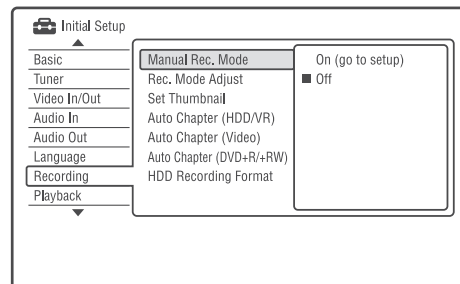 Initial Setup
Basic
Tuner
Video In/Out
Audio In
Audio Out
Language
Recording
Playback
Manual Rec. Mode
Rec. Mode Adjust
Set Thumbnail
Auto Chapter (HDD/VR)
Auto Chapter (Video)
Auto Chapter (DVD+R/+RW)
HDD Recording Format
On (go to setup)
Off